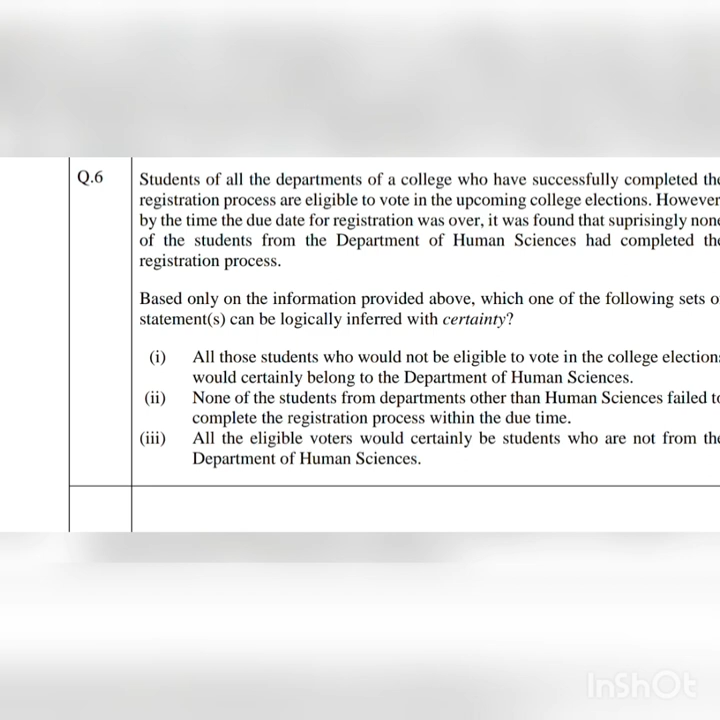 Q.6 Students of all the departments of a college who have successfully completed the
registration process are eligible to vote in the upcoming college elections. However
by the time the due date for registration was over, it was found that suprisingly none
of the students from the Department of Human Sciences had completed the
registration process.
Based only on the information provided above, which one of the following sets o
statement(s) can be logically inferred with certainty?
(i) All those students who would not be eligible to vote in the college election
would certainly belong to the Department of Human Sciences.
(ii) None of the students from departments other than Human Sciences failed to
complete the registration process within the due time.
(iii) All the eligible voters would certainly be students who are not from the
Department of Human Sciences.
InShOt